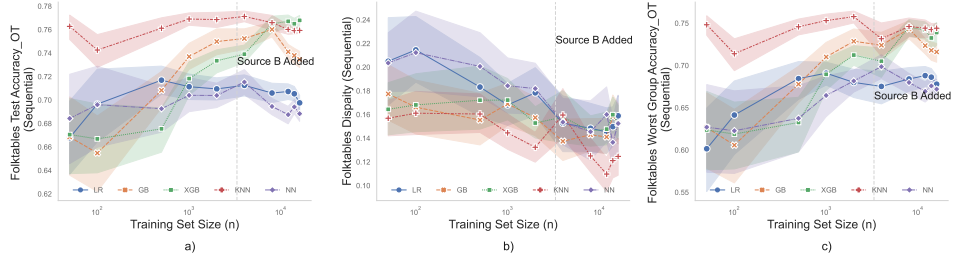 Folktables Test Accuracy_OT
(Sequential)
0.78
0.76
0.74
0.72
0.70
0.68
0.66
0.64
0.62
Source B Added
LR GB XGB KNN NN
10² 10³ 10⁴
Training Set Size (n)
a)
Folktables Disparity (Sequential)
0.22
0.20
0.18
0.16
0.14
0.12
0.10
Source B Added
LR GB XGB KNN NN
10² 10³ 10⁴
Training Set Size (n)
b)
Folktables Worst Group Accuracy_OT
(Sequential)
0.75
0.70
0.65
0.60
0.55
Source B Added
LR GB XGB KNN NN
10² 10³ 10⁴
Training Set Size (n)
c)